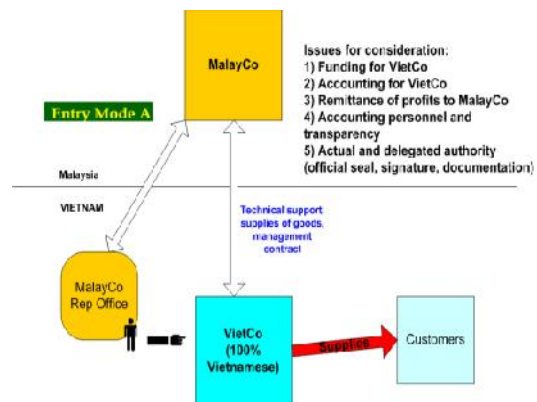 MalayCo
Issues for consideration:
1) Funding for VietCo
2) Accounting for VietCo
3) Remittance of profits to MalayCo
4) Accounting personnel and
transparency
5) Actual and delegated authority
(official seal, signature, documentation)
Entry Mode A
Malaysia
VIETNAM
Technical support
supplies of goods,
management
contract
MalayCo
Rep Office
VietCo
(100%
Vietnamese)
Supplies
Customers